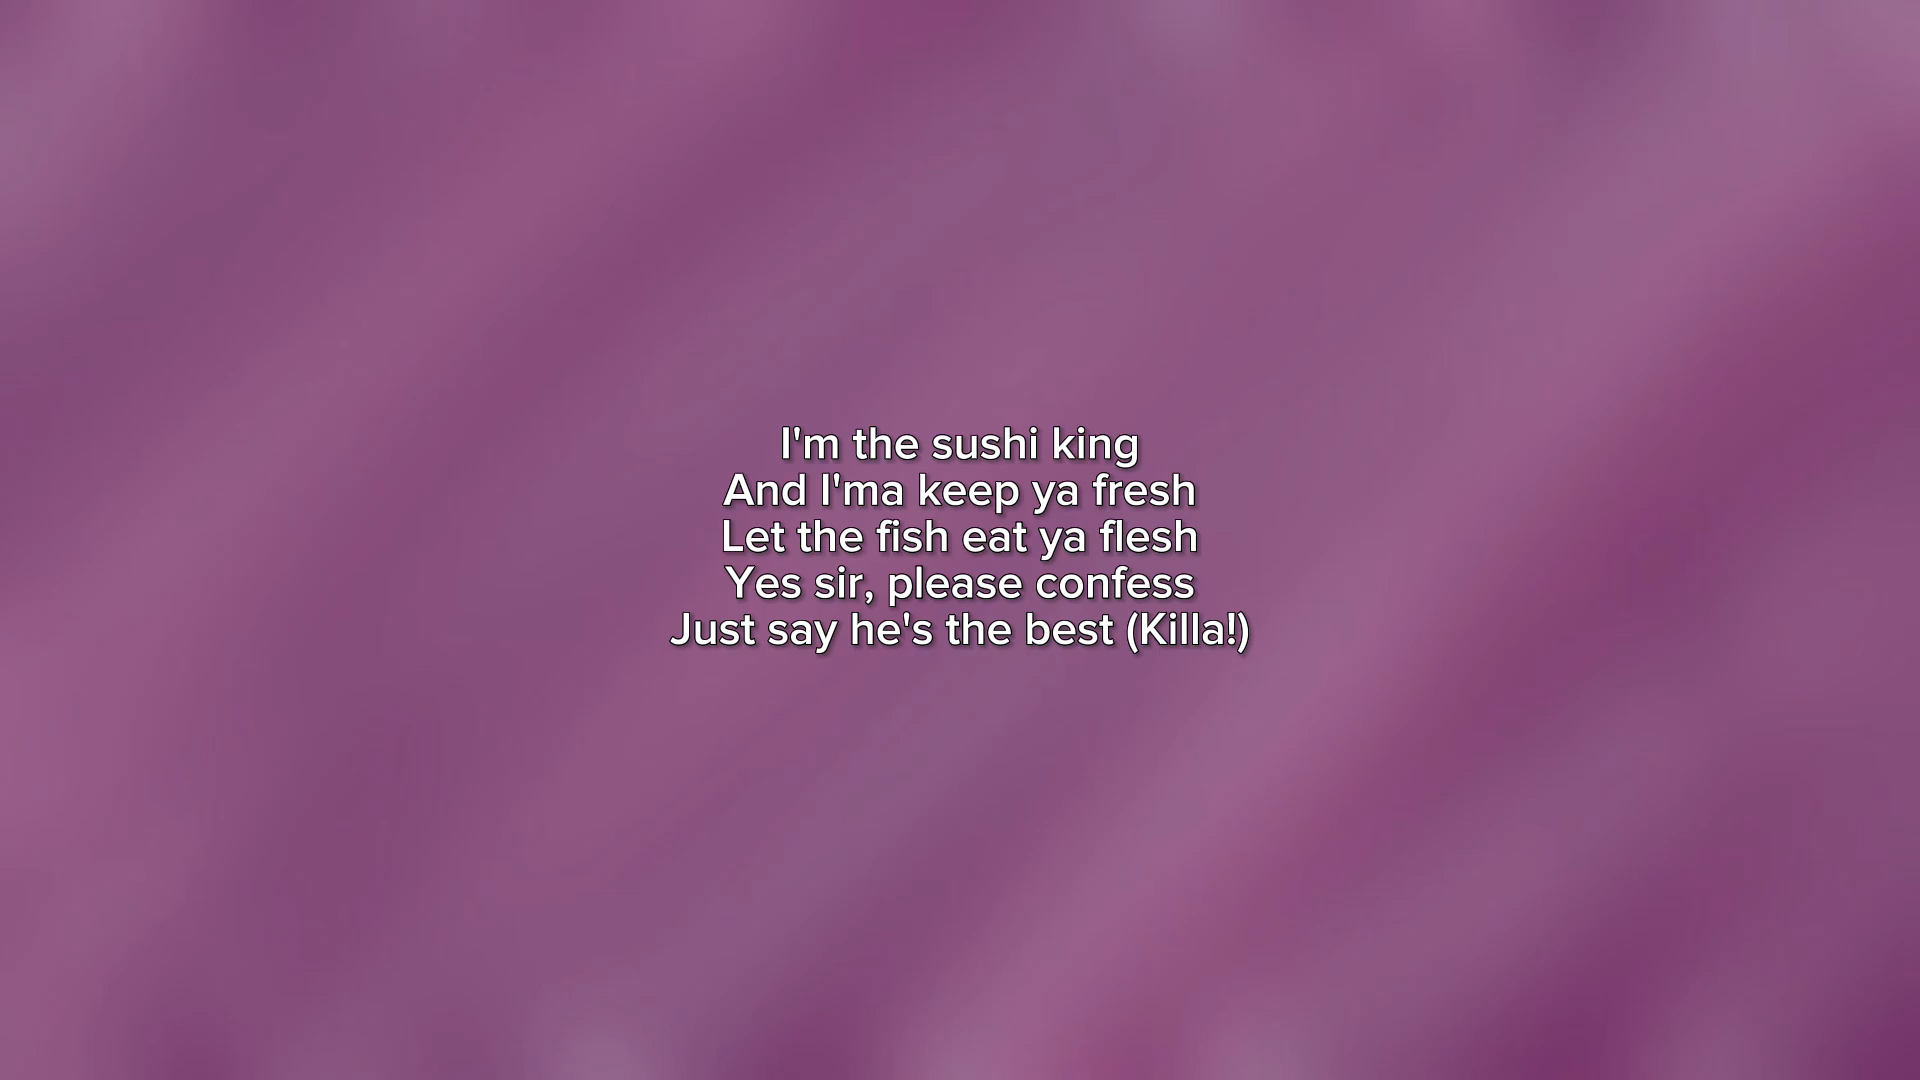 I'm the sushi king
And I'ma keep ya fresh
Let the fish eat ya flesh
Yes sir, please confess
Just say he's the best (Killa!)